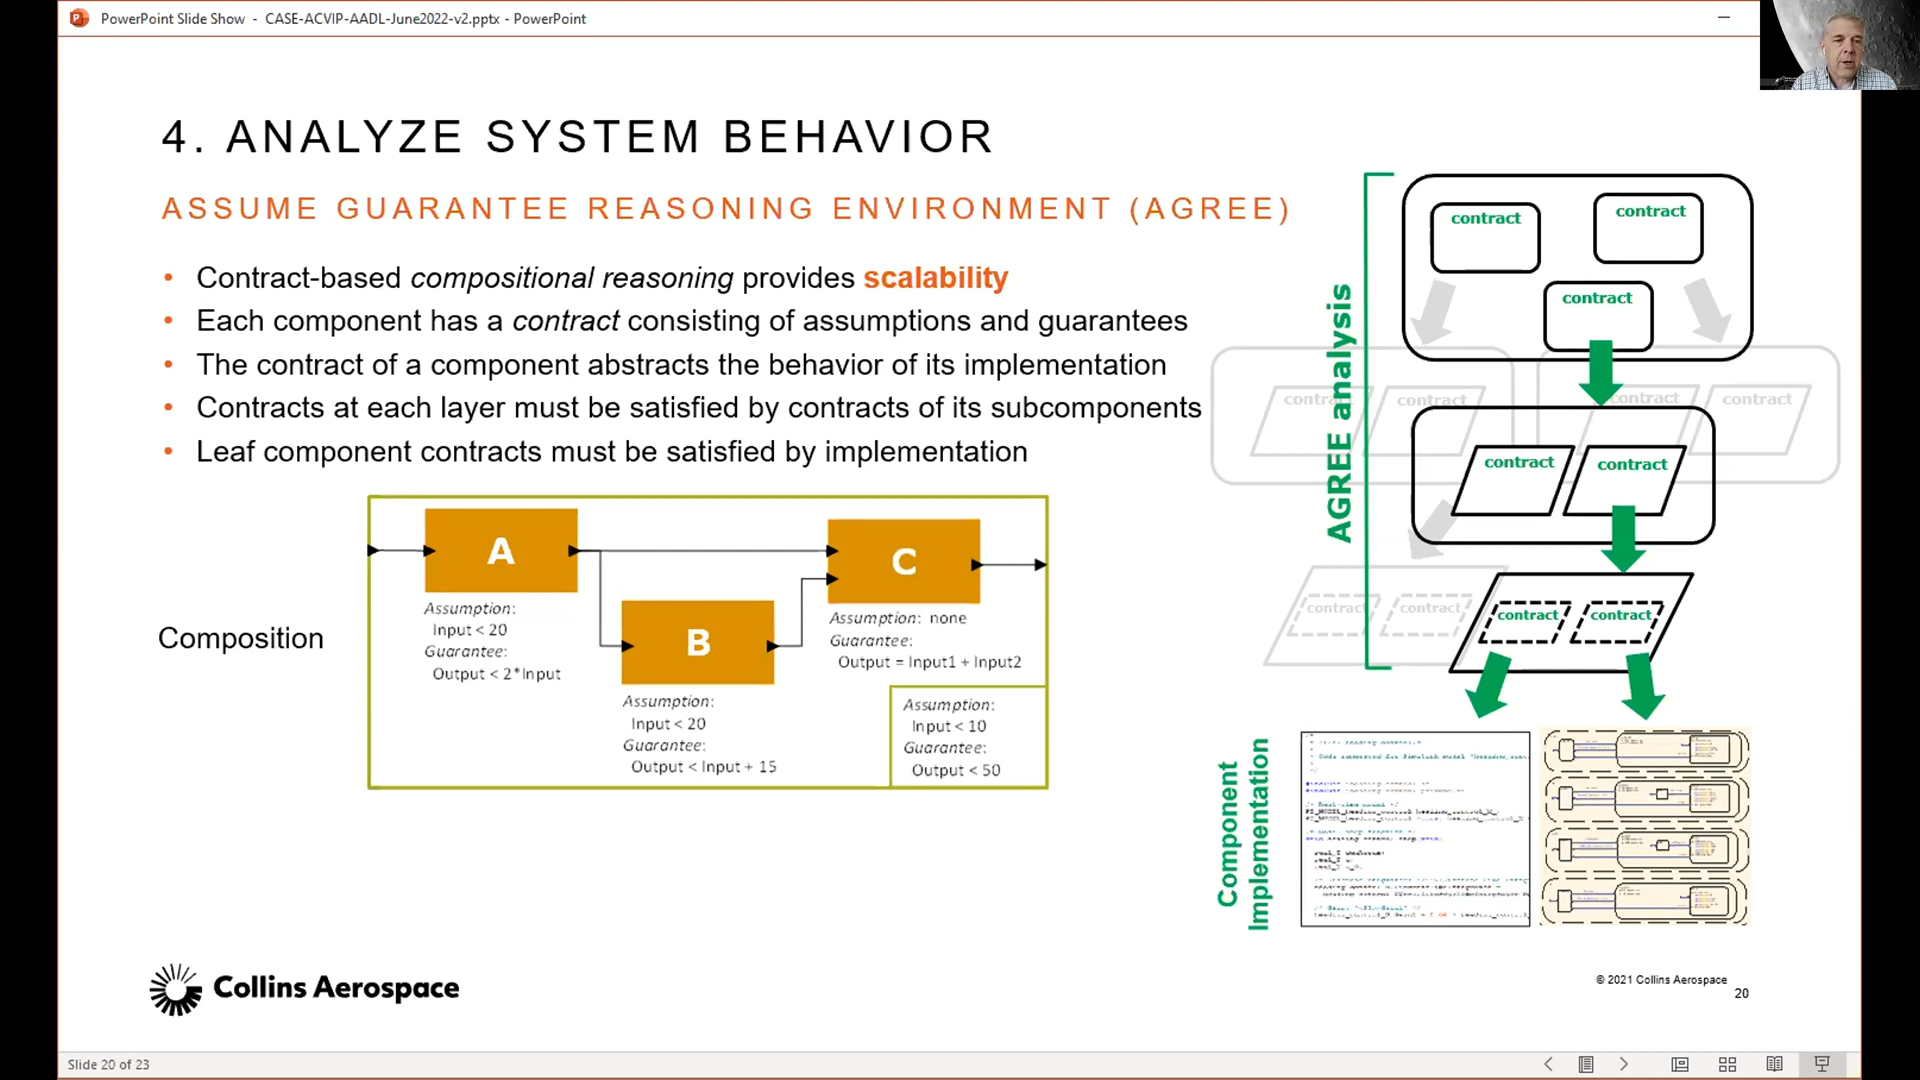 PowerPoint Slide Show - CASE-ACVIP-AADL-June2022-v2.pptx - PowerPoint
4. ANALYZE SYSTEM BEHAVIOR
ASSUME GUARANTEE REASONING ENVIRONMENT (AGREE)
• Contract-based compositional reasoning provides scalability
• Each component has a contract consisting of assumptions and guarantees
• The contract of a component abstracts the behavior of its implementation
• Contracts at each layer must be satisfied by contracts of its subcomponents
• Leaf component contracts must be satisfied by implementation
Composition
A
Assumption:
Input < 20
Guarantee:
Output < 2*Input
B
Assumption:
Input < 20
Guarantee:
Output < Input + 15
C
Assumption: none
Guarantee:
Output = Input1 + Input2
Assumption:
Input < 10
Guarantee:
Output < 50
AGREE analysis
contract
contract
contract
contract
contract
contract
contract
contract
contract
contract
contract
contract
contract
Component
Implementation
Collins Aerospace
© 2021 Collins Aerospace
20
Slide 20 of 23